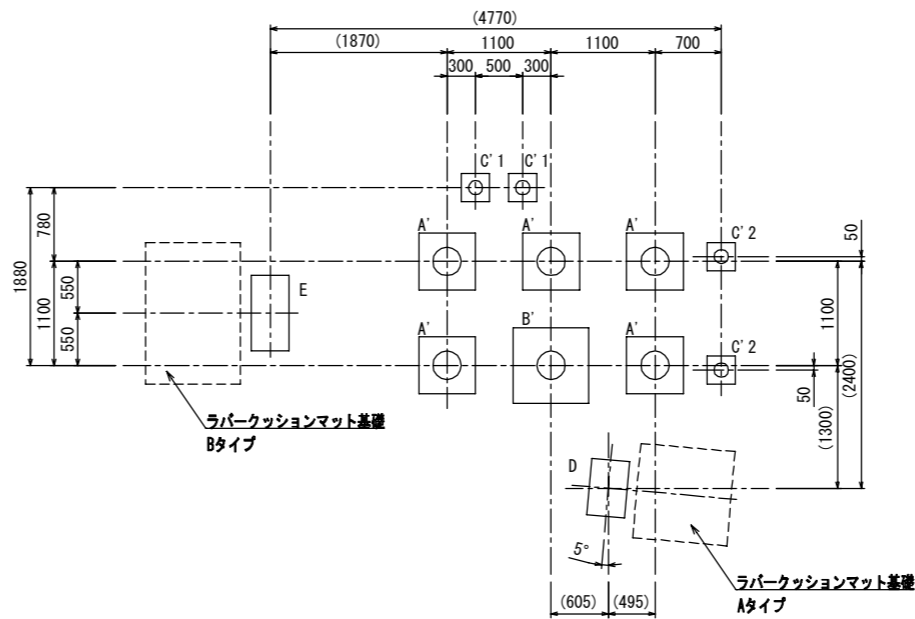 (4770)
(1870) 1100 1100 700
300 500 300
C'1 C'1
780
1880
1100
550
550
A' A' A' C'2
50
E
1100
(2400)
A' B' A' C'2
50
(1300)
ラバークッションマット基礎
Bタイプ
D
5°
ラバークッションマット基礎
Aタイプ
(605) (495)